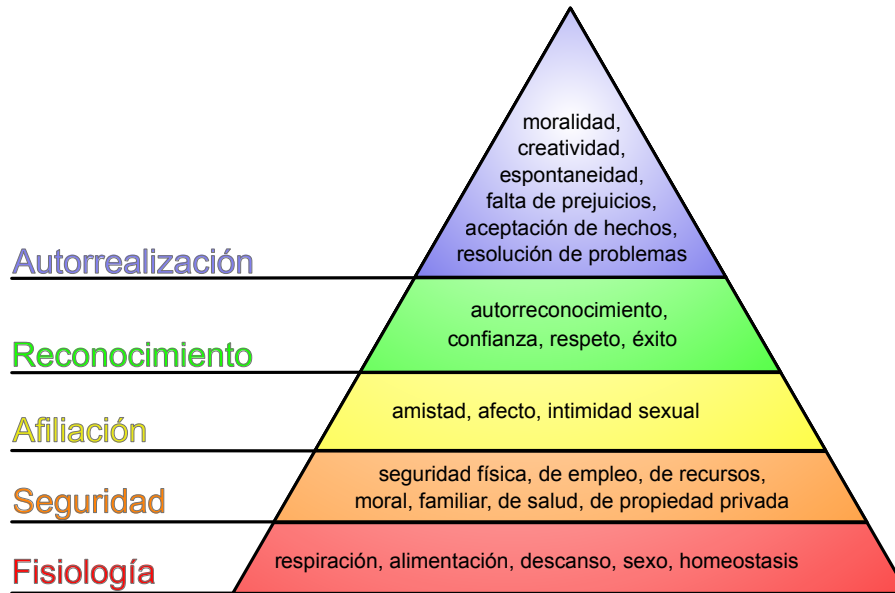 moralidad,
creatividad,
espontaneidad,
falta de prejuicios,
aceptación de hechos,
resolución de problemas
Autorrealización
autorreconocimiento,
confianza, respeto, éxito
Reconocimiento
amistad, afecto, intimidad sexual
Afiliación
seguridad física, de empleo, de recursos,
moral, familiar, de salud, de propiedad privada
Seguridad
respiración, alimentación, descanso, sexo, homeostasis
Fisiología